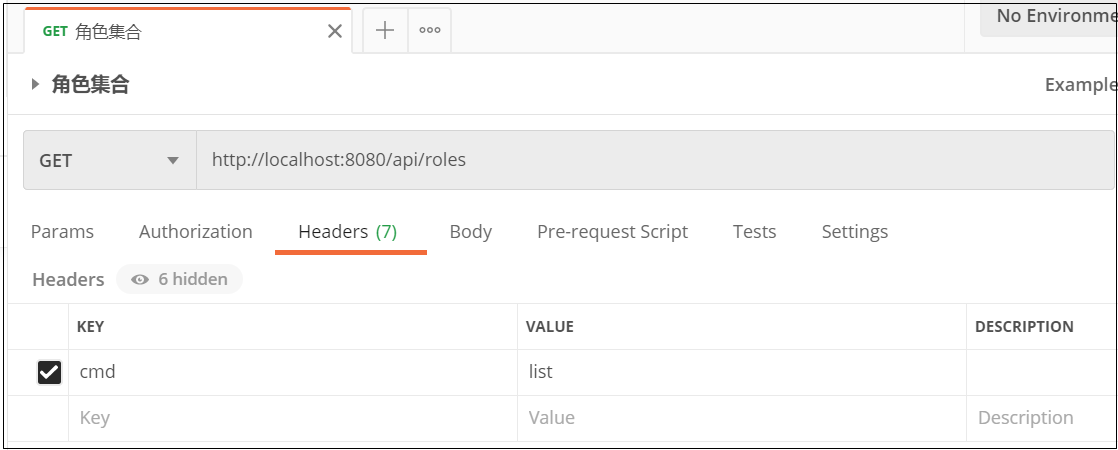 GET 角色集合
No Environme
角色集合
Example
GET http://localhost:8080/api/roles
Params Authorization Headers (7) Body Pre-request Script Tests Settings
Headers 6 hidden
KEY VALUE DESCRIPTION
cmd list
Key Value Description